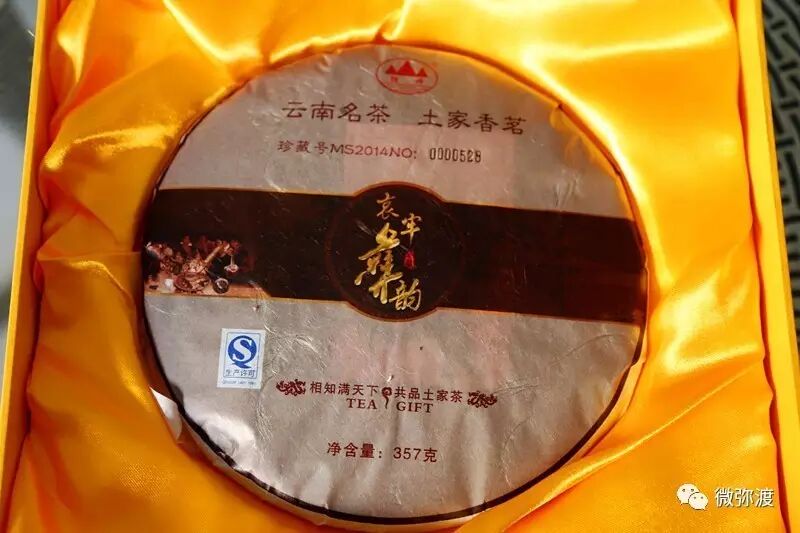 云南名茶 土家香茗
珍藏号MS2014NO: 0000528
哀牢
彝韵
生产许可
相知满天下 共品土家茶
TEA GIFT
净含量: 357克
微弥渡